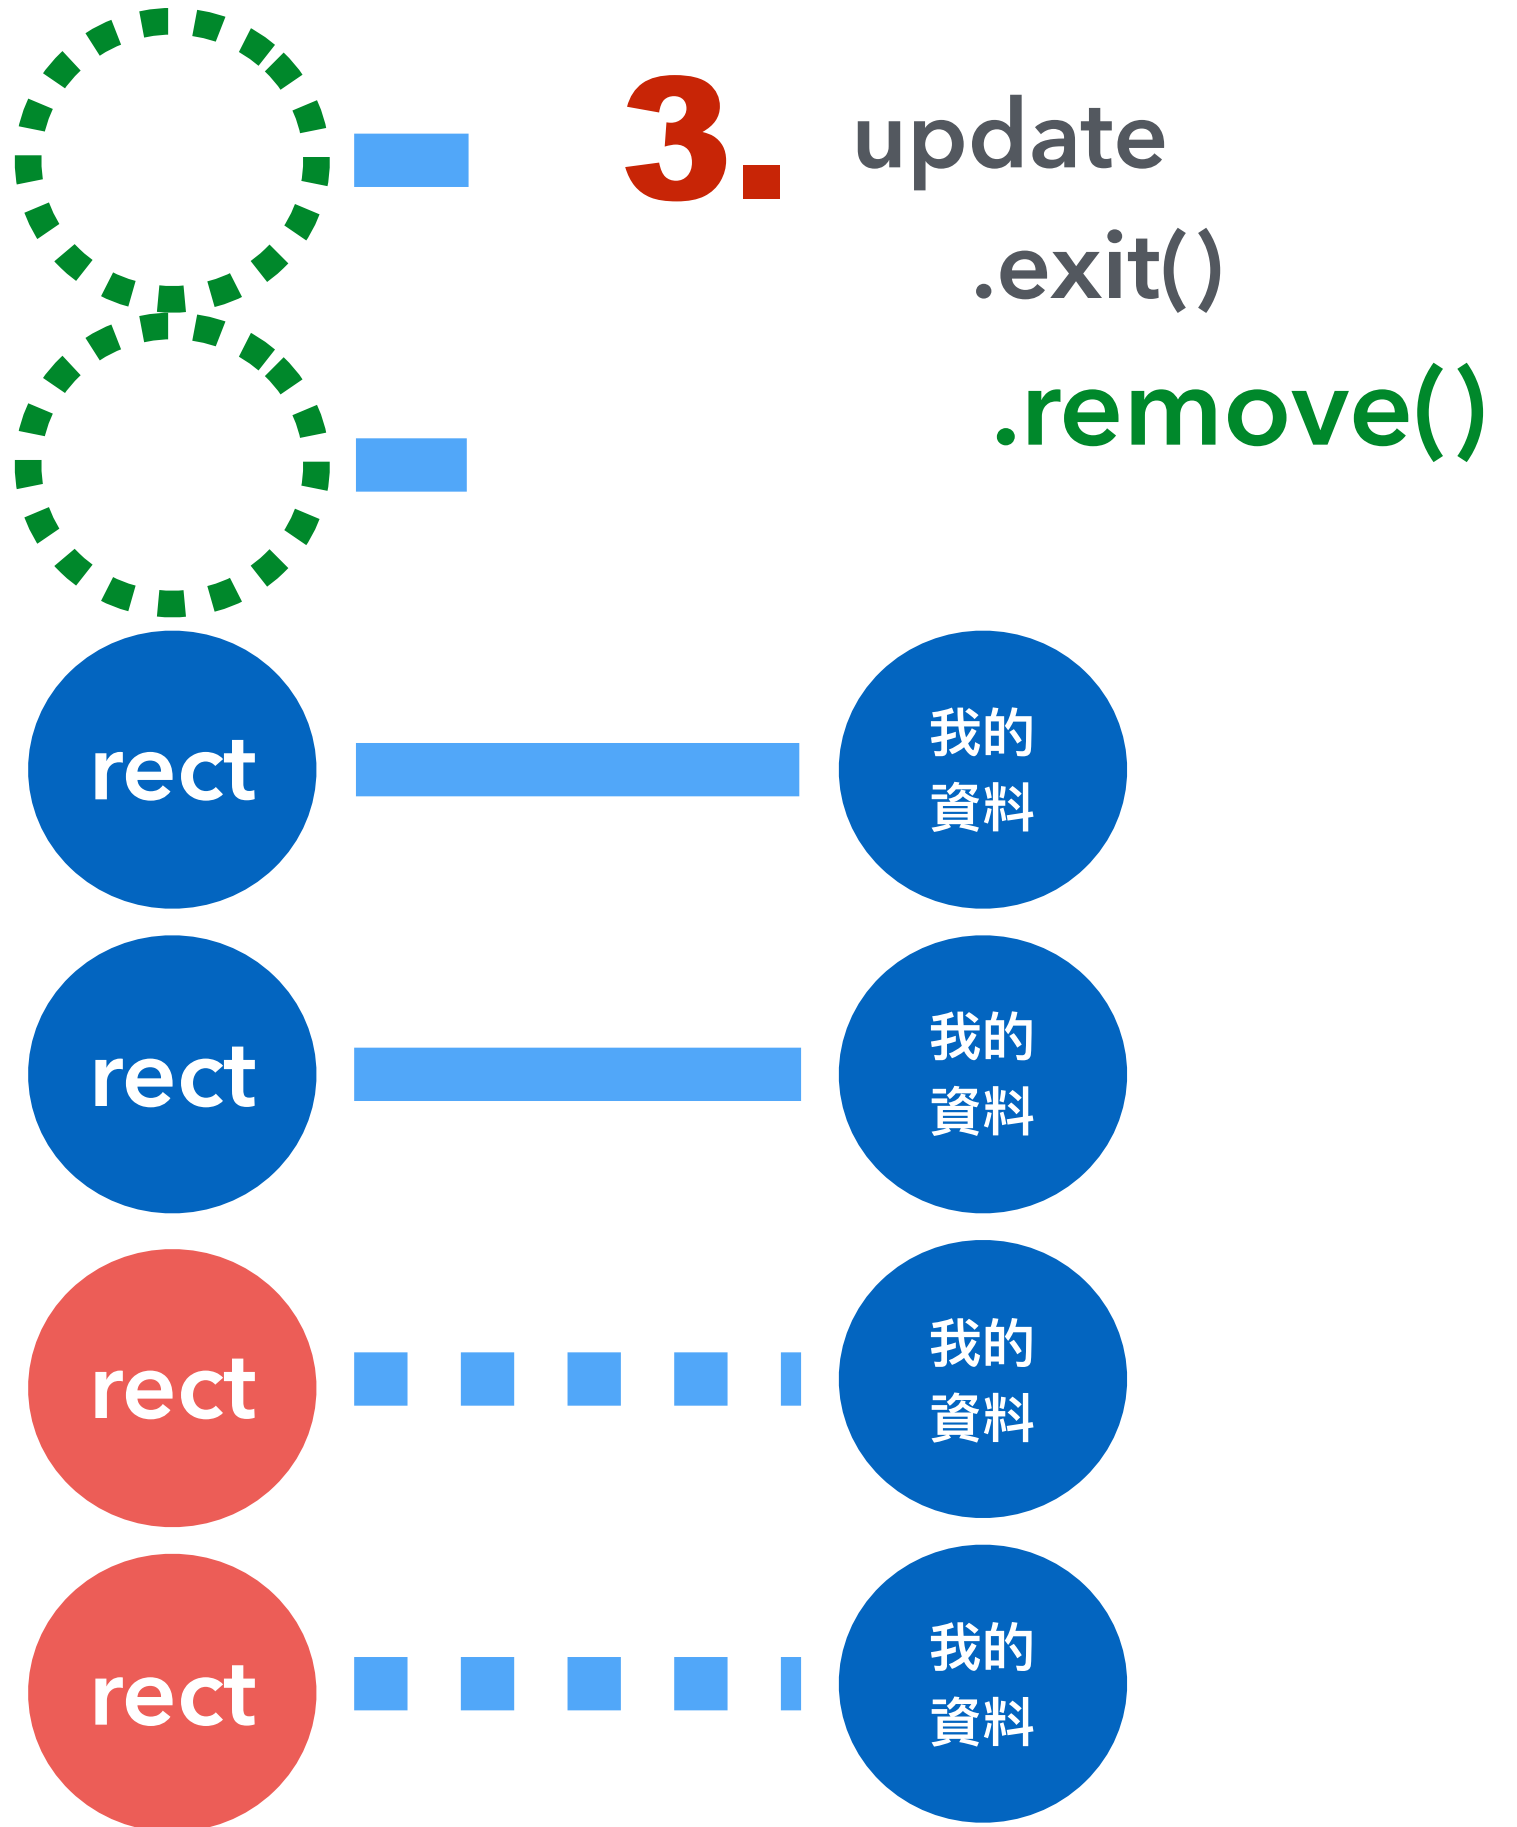 3. update
.exit()
.remove()
rect
我的
資料
rect
我的
資料
rect
我的
資料
rect
我的
資料